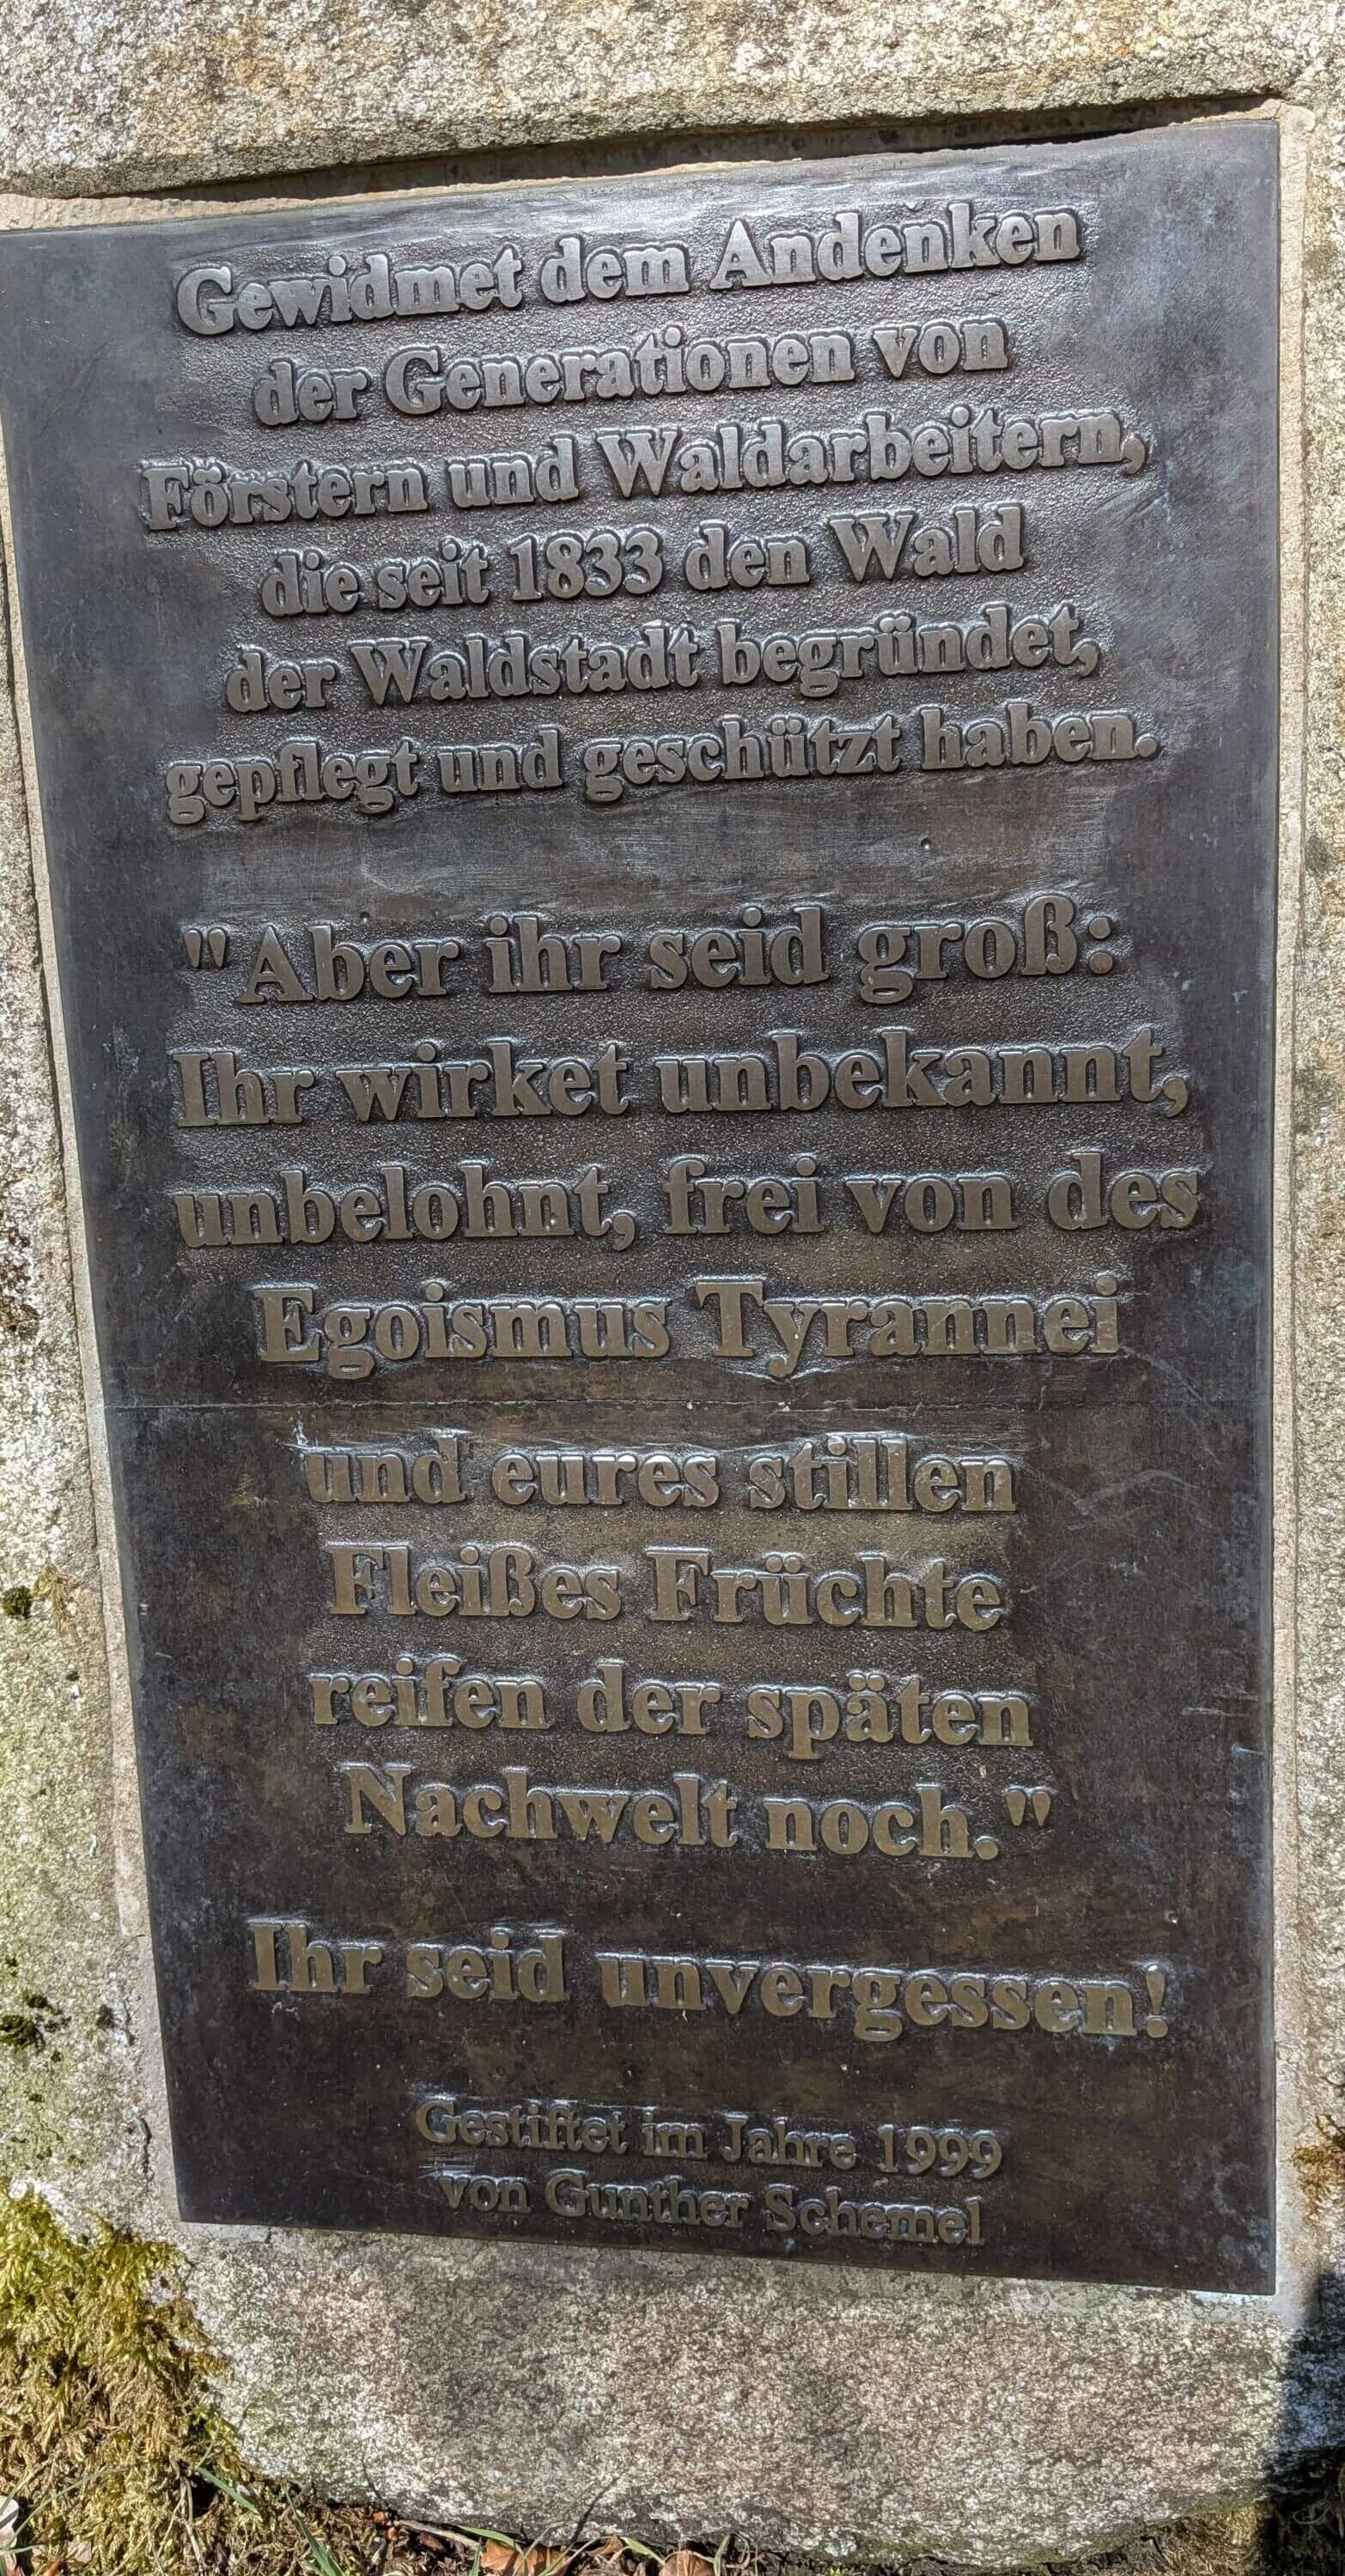 Gewidmet dem Andenken
der Generationen von
Förstern und Waldarbeitern,
die seit 1833 den Wald
der Waldstadt begründet,
gepflegt und geschützt haben.
"Aber ihr seid groß:
Ihr wirket unbekannt,
unbelohnt, frei von des
Egoismus Tyrannei
und eures stillen
Fleißes Früchte
reifen der späten
Nachwelt noch."
Ihr seid unvergessen!
Gestiftet im Jahre 1999
von Gunther Schemel